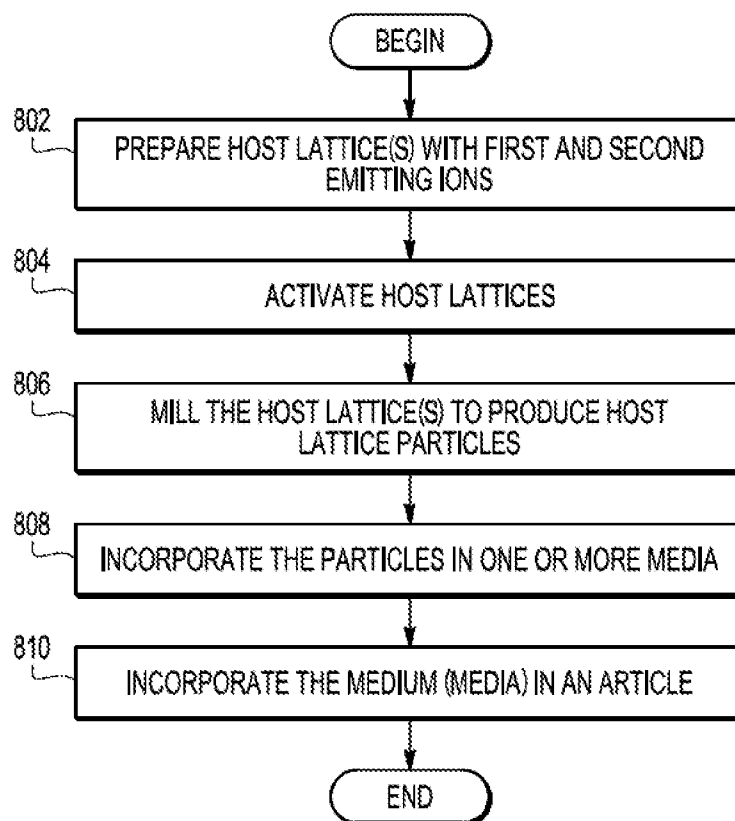 BEGIN
802
PREPARE HOST LATTICE(S) WITH FIRST AND SECOND
EMITTING IONS
804
ACTIVATE HOST LATTICES
806
MILL THE HOST LATTICE(S) TO PRODUCE HOST
LATTICE PARTICLES
808
INCORPORATE THE PARTICLES IN ONE OR MORE MEDIA
810
INCORPORATE THE MEDIUM (MEDIA) IN AN ARTICLE
END